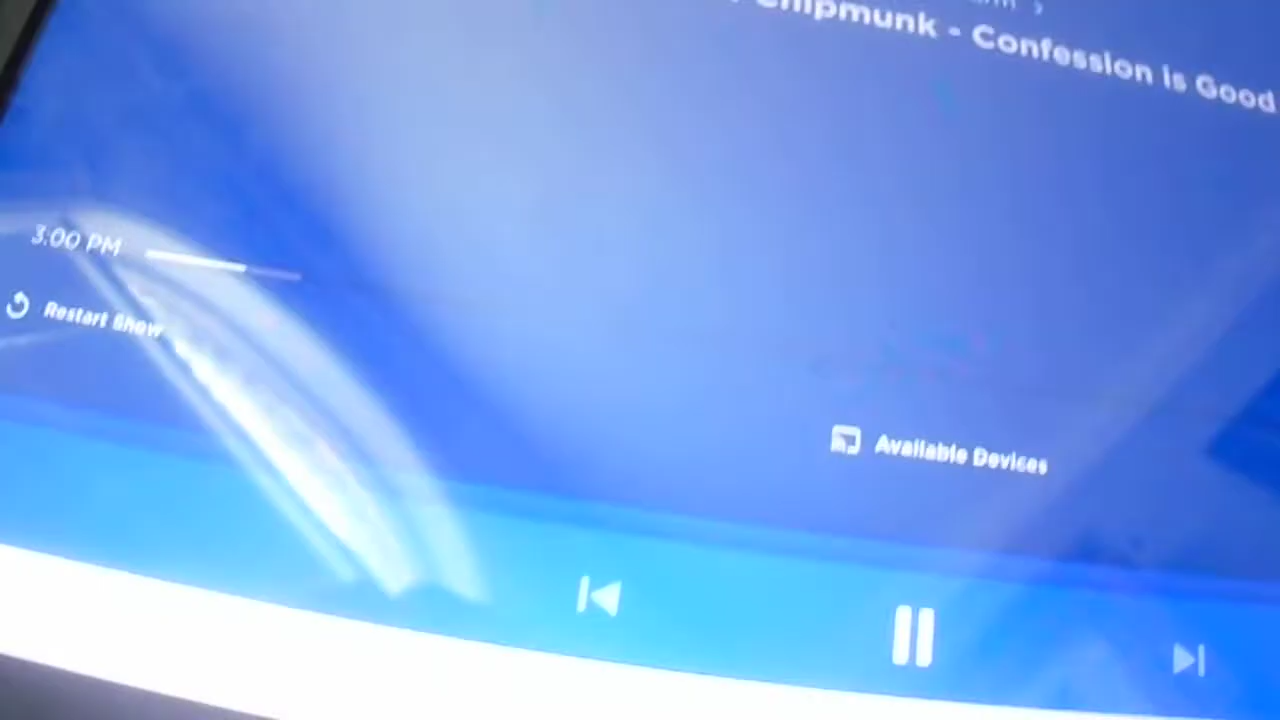 Chipmunk - Confession is Good
3:00 PM
Restart Show
Available Devices